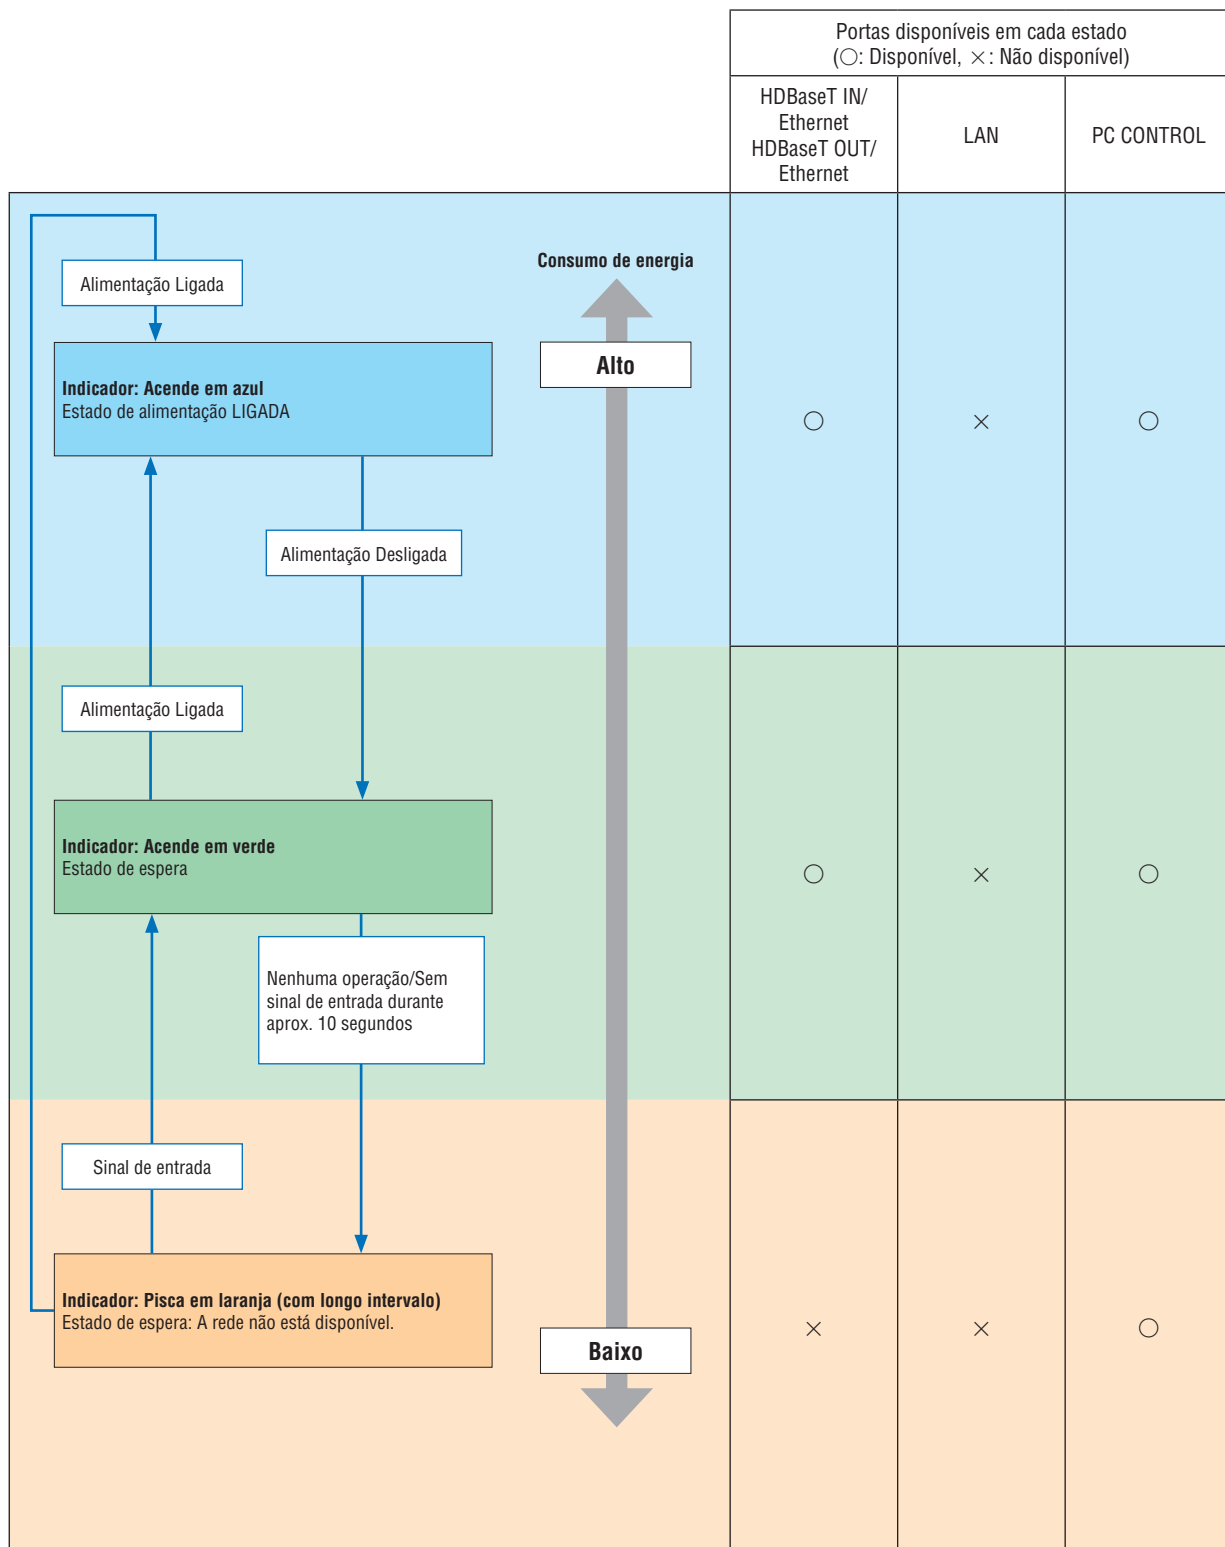 Portas disponíveis em cada estado
(○: Disponível, ×: Não disponível)
HDBaseT IN/
Ethernet
HDBaseT OUT/
Ethernet
LAN
PC CONTROL
Alimentação Ligada
Consumo de energia
Alto
Indicador: Acende em azul
Estado de alimentação LIGADA
○ × ○
Alimentação Desligada
Alimentação Ligada
Indicador: Acende em verde
Estado de espera
○ × ○
Nenhuma operação/Sem
sinal de entrada durante
aprox. 10 segundos
Sinal de entrada
Indicador: Pisca em laranja (com longo intervalo)
Estado de espera: A rede não está disponível.
× × ○
Baixo